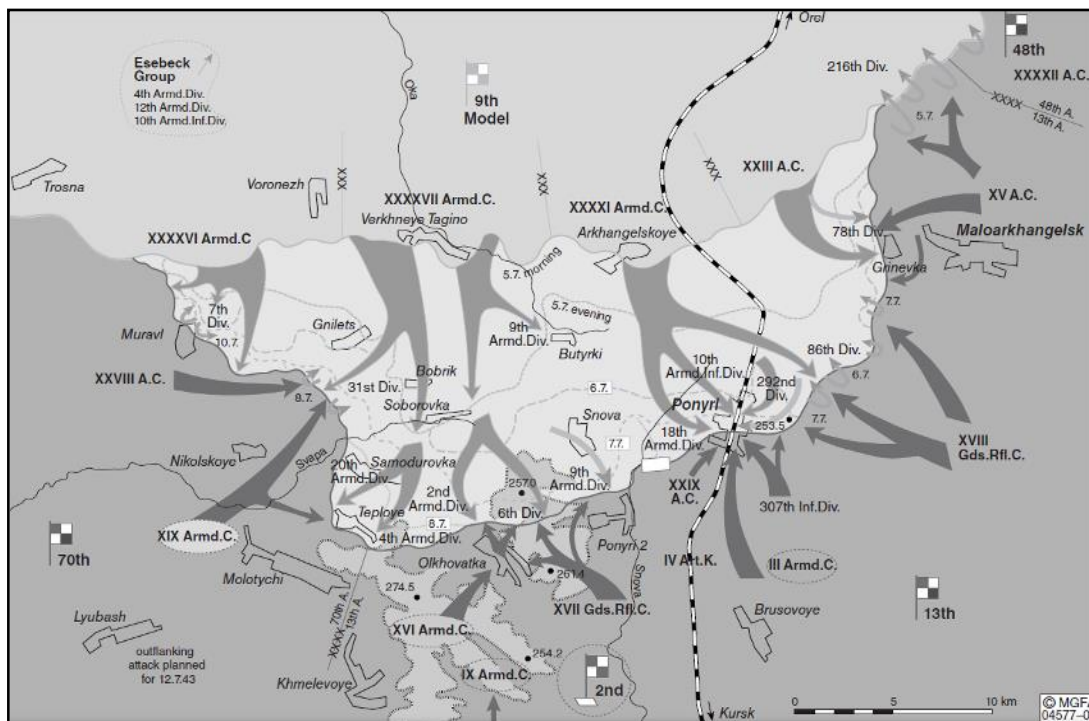 Orel
48th
XXXXII A.C.
Esebeck
Group
4th Armd.Div.
12th Armd.Div.
10th Armd.Inf.Div.
Oka
9th
Model
216th Div.
XXXX
48th A.
13th A.
5.7.
XXX
XXX
XXIII A.C.
Trosna
Voronezh
XXX
XXXXVII Armd.C.
Verkhneye Tagino
XXXXI Armd.C.
Arkhangelskoye
XV A.C.
Maloarkhangelsk
XXXXVI Armd.C
78th Div.
Grinevka
5.7. morning
5.7. evening
7th
Div.
Muravl
10.7.
Gnilets
9th
Armd.Div.
Butyrki
7.7.
86th Div.
6.7.
10th
Armd.Inf.Div.
292nd
Div.
XXVIII A.C.
8.7.
31st Div.
Bobrik
Soborovka
6.7.
Snova
Ponyri
253.5
7.7.
7.7.
18th
Armd.Div.
XVIII
Gds.Rfl.C.
Nikolskoye
Svapa
20th
Armd.Div.
Samodurovka
2nd
Armd.Div.
257.0
9th
Armd.Div.
XXIX
A.C.
307th Inf.Div.
Teploye
8.7.
6th Div.
4th Armd.Div.
XIX Armd.C.
70th
Olkhovatka
Ponyri 2
Snova
IV Art.K.
III Armd.C.
Molotychi
274.5
261.4
XVII Gds.Rfl.C.
13th
Brusovoye
Lyubash
XXXX
70th A.
13th A.
XVI Armd.C.
outflanking
attack planned
for 12.7.43
254.2
Khmelevoye
IX Armd.C.
2nd
Kursk
0 5 10 km
© MGF